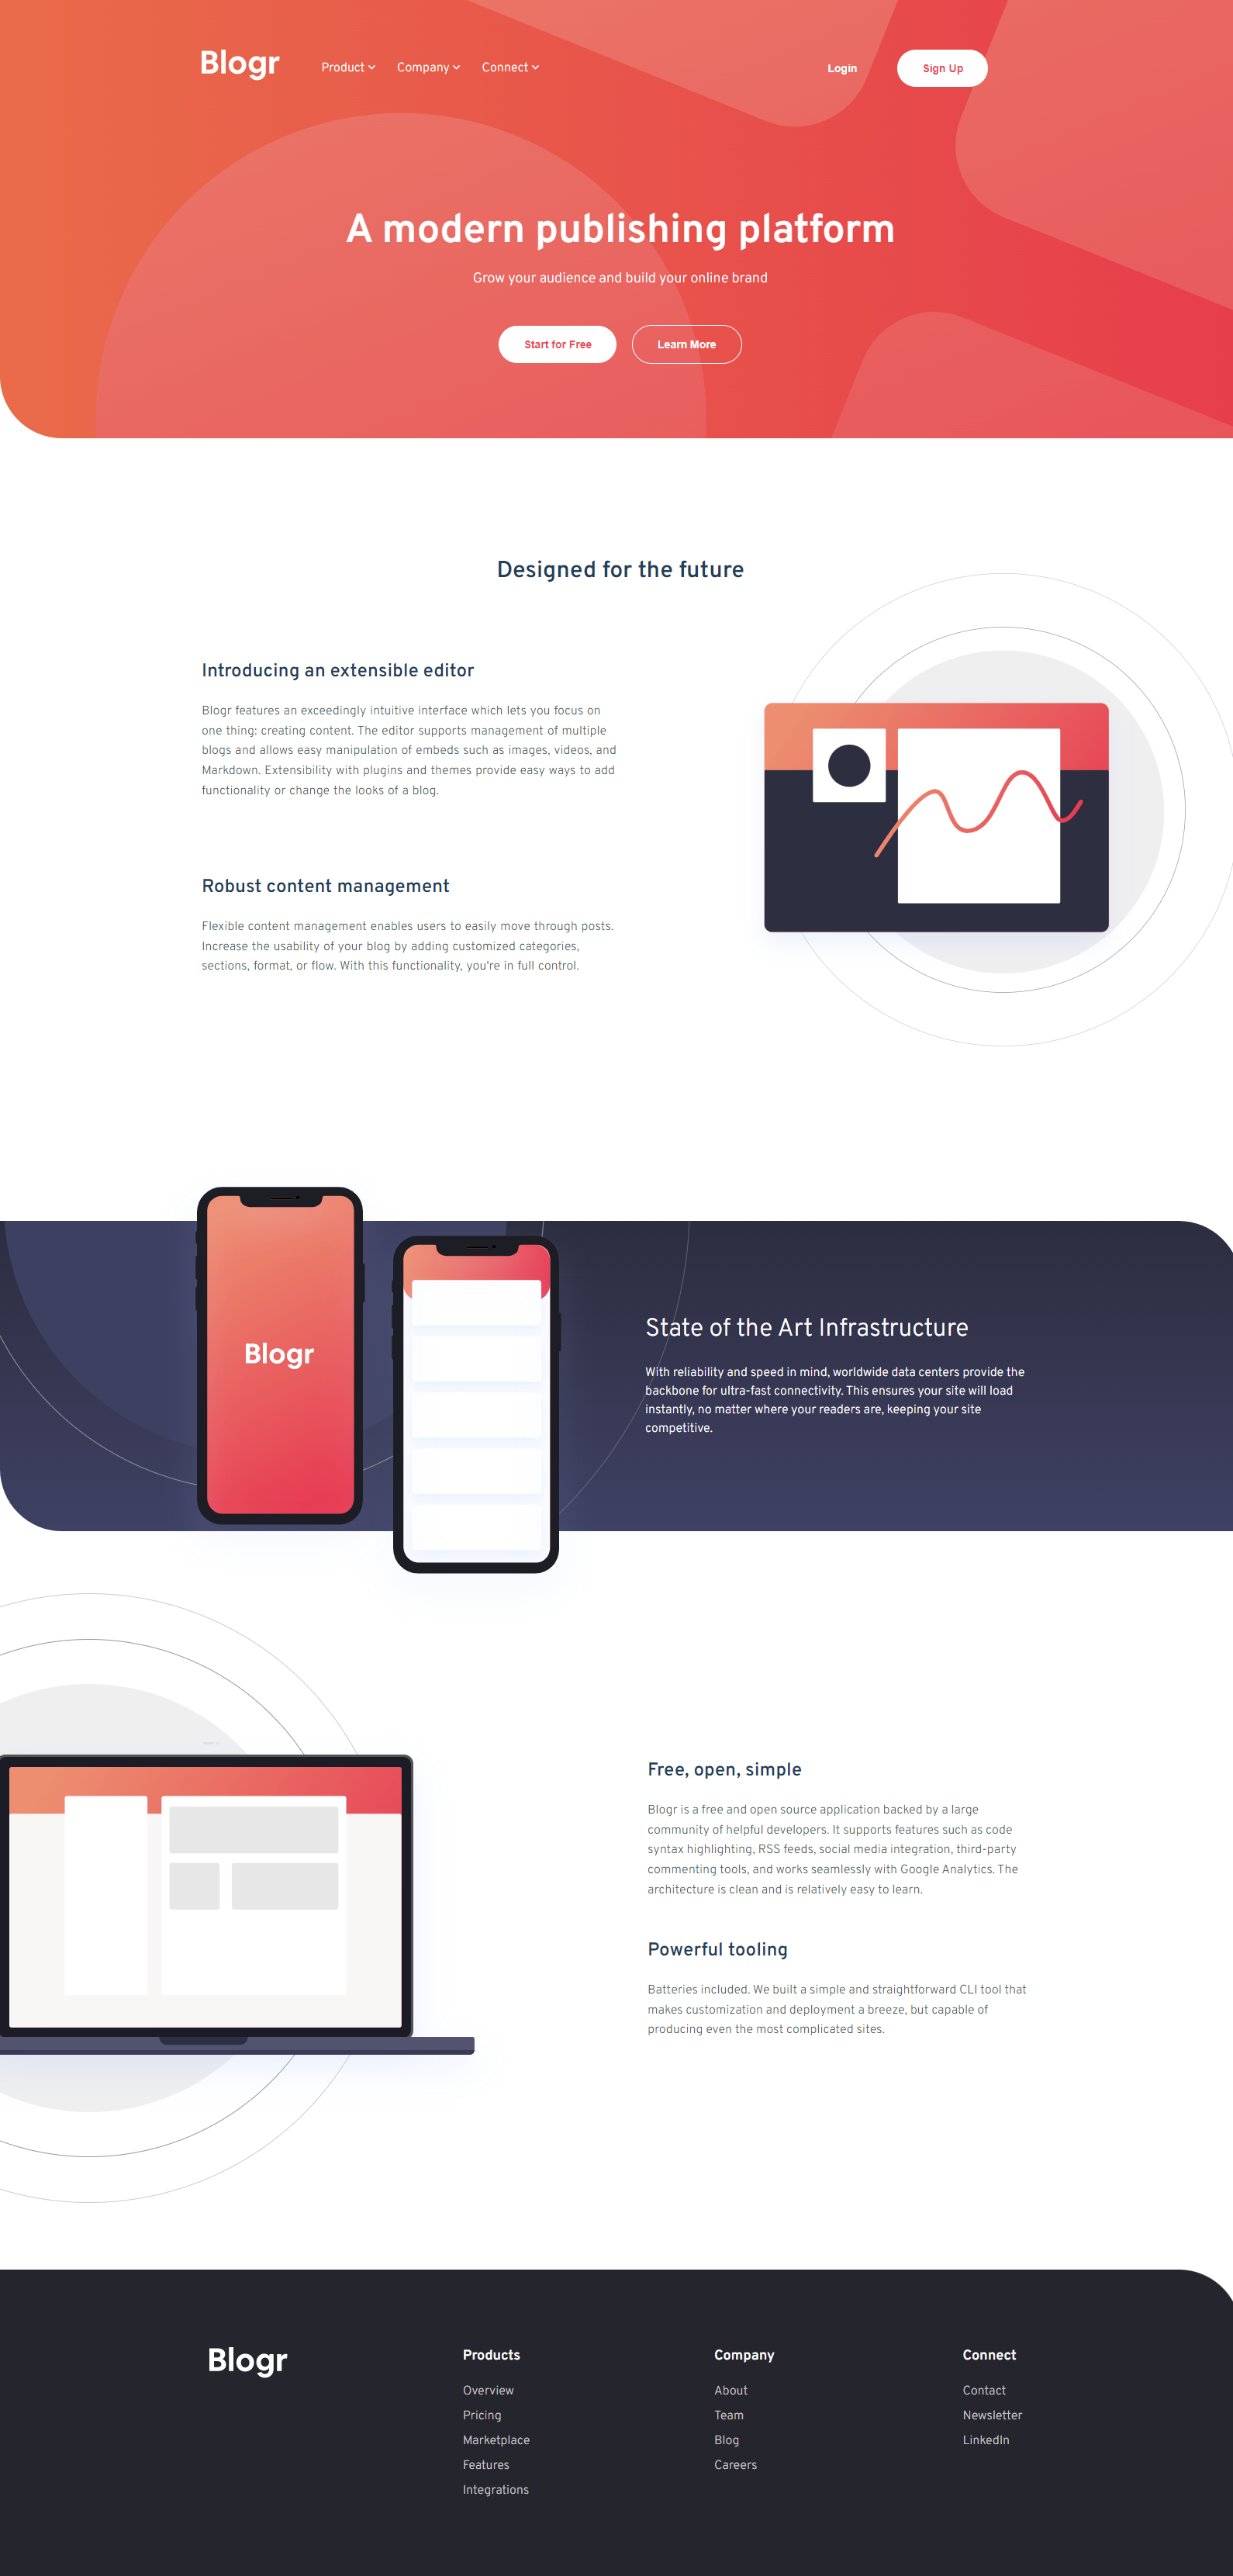 Blogr
Product
Company
Connect
Login
Sign Up
A modern publishing platform
Grow your audience and build your online brand
Start for Free
Learn More
Designed for the future
Introducing an extensible editor
Blogr features an exceedingly intuitive interface which lets you focus on
one thing: creating content. The editor supports management of multiple
blogs and allows easy manipulation of embeds such as images, videos, and
Markdown. Extensibility with plugins and themes provide easy ways to add
functionality or change the looks of a blog.
Robust content management
Flexible content management enables users to easily move through posts.
Increase the usability of your blog by adding customized categories,
sections, format, or flow. With this functionality, you're in full control.
Blogr
State of the Art Infrastructure
With reliability and speed in mind, worldwide data centers provide the
backbone for ultra-fast connectivity. This ensures your site will load
instantly, no matter where your readers are, keeping your site
competitive.
Free, open, simple
Blogr is a free and open source application backed by a large
community of helpful developers. It supports features such as code
syntax highlighting, RSS feeds, social media integration, third-party
commenting tools, and works seamlessly with Google Analytics. The
architecture is clean and is relatively easy to learn.
Powerful tooling
Batteries included. We built a simple and straightforward CLI tool that
makes customization and deployment a breeze, but capable of
producing even the most complicated sites.
Blogr
Products
Overview
Pricing
Marketplace
Features
Integrations
Company
About
Team
Blog
Careers
Connect
Contact
Newsletter
LinkedIn